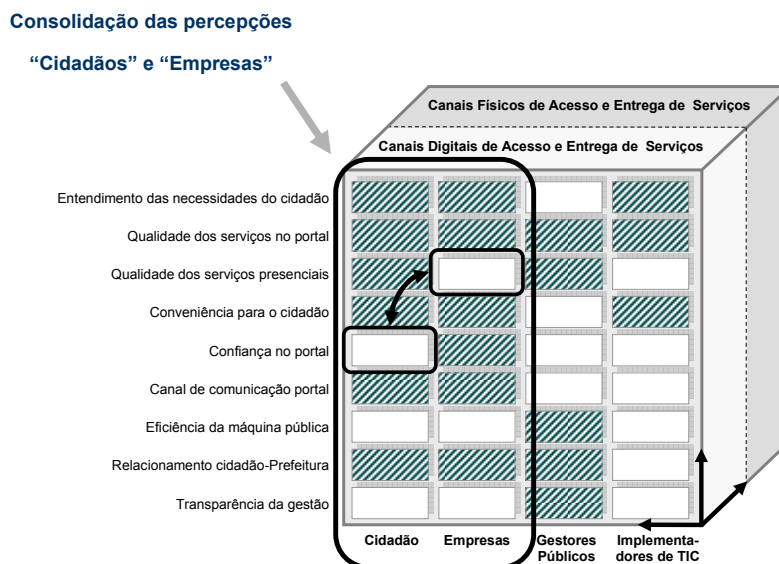 Consolidação das percepções
“Cidadãos” e “Empresas”
Canais Físicos de Acesso e Entrega de Serviços
Canais Digitais de Acesso e Entrega de Serviços
Entendimento das necessidades do cidadão
Qualidade dos serviços no portal
Qualidade dos serviços presenciais
Conveniência para o cidadão
Confiança no portal
Canal de comunicação portal
Eficiência da máquina pública
Relacionamento cidadão-Prefeitura
Transparência da gestão
Cidadão
Empresas
Gestores
Públicos
Implementa-
dores de TIC